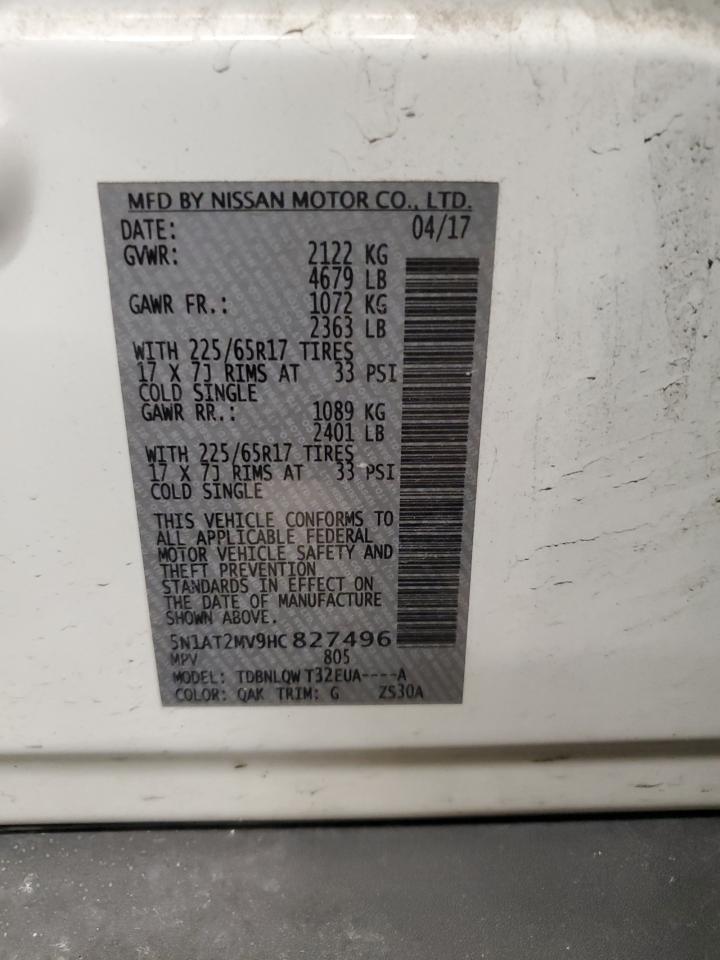 MFD BY NISSAN MOTOR CO., LTD.
DATE: 04/17
GVWR: 2122 KG
4679 LB
GAWR FR.: 1072 KG
2363 LB
WITH 225/65R17 TIRES
17 X 7J RIMS AT 33 PSI
COLD SINGLE
GAWR RR.: 1089 KG
2401 LB
WITH 225/65R17 TIRES
17 X 7J RIMS AT 33 PSI
COLD SINGLE
THIS VEHICLE CONFORMS TO
ALL APPLICABLE FEDERAL
MOTOR VEHICLE SAFETY AND
THEFT PREVENTION
STANDARDS IN EFFECT ON
THE DATE OF MANUFACTURE
SHOWN ABOVE.
5N1AT2MV9HC827496
MPV 805
MODEL: TDBNLQW T32EUA----A
COLOR: QAK TRIM: G ZS30A